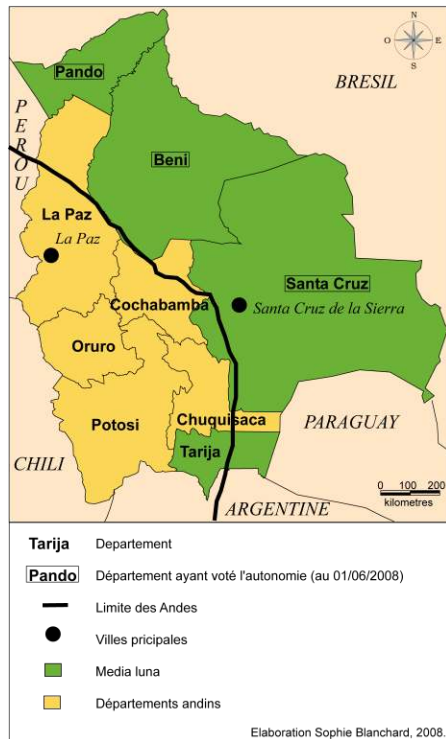 N
O E
S
Pando
BRESIL
PEROU
Beni
La Paz
La Paz
Santa Cruz
Santa Cruz de la Sierra
Cochabamba
Oruro
Potosi
Chuquisaca
PARAGUAY
Tarija
CHILI
0 100 200
kilometres
ARGENTINE
Tarija Departement
Pando Département ayant voté l'autonomie (au 01/06/2008)
Limite des Andes
Villes pricipales
Media luna
Départements andins
Elaboration Sophie Blanchard, 2008.